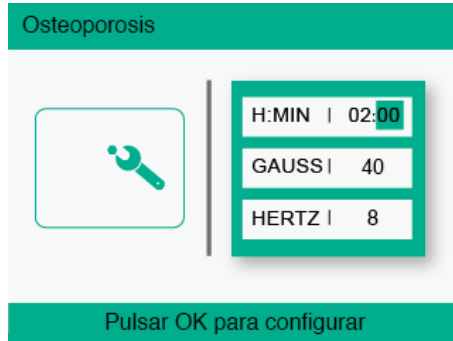 Osteoporosis
H:MIN | 02:00
GAUSS | 40
HERTZ | 8
Pulsar OK para configurar